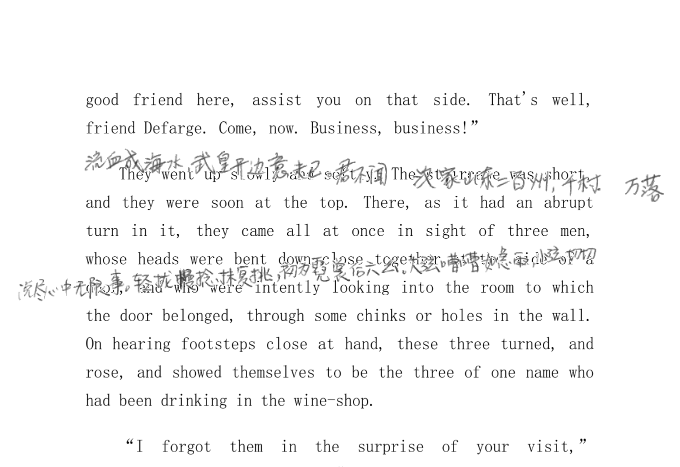 good friend here, assist you on that side. That's well,
friend Defarge. Come, now. Business, business!”
流血成海水,武皇开边意未已。君不闻 汉家山东二百州,千村 万落
They went up slowly and softly. The staircase was short,
and they were soon at the top. There, as it had an abrupt
turn in it, they came all at once in sight of three men,
whose heads were bent down close together at the side of a
说尽心中无限事。轻拢慢捻抹复挑,初为霓裳后六幺。大弦嘈嘈如急雨,小弦切切
door, and who were intently looking into the room to which
the door belonged, through some chinks or holes in the wall.
On hearing footsteps close at hand, these three turned, and
rose, and showed themselves to be the three of one name who
had been drinking in the wine-shop.
“I forgot them in the surprise of your visit,”